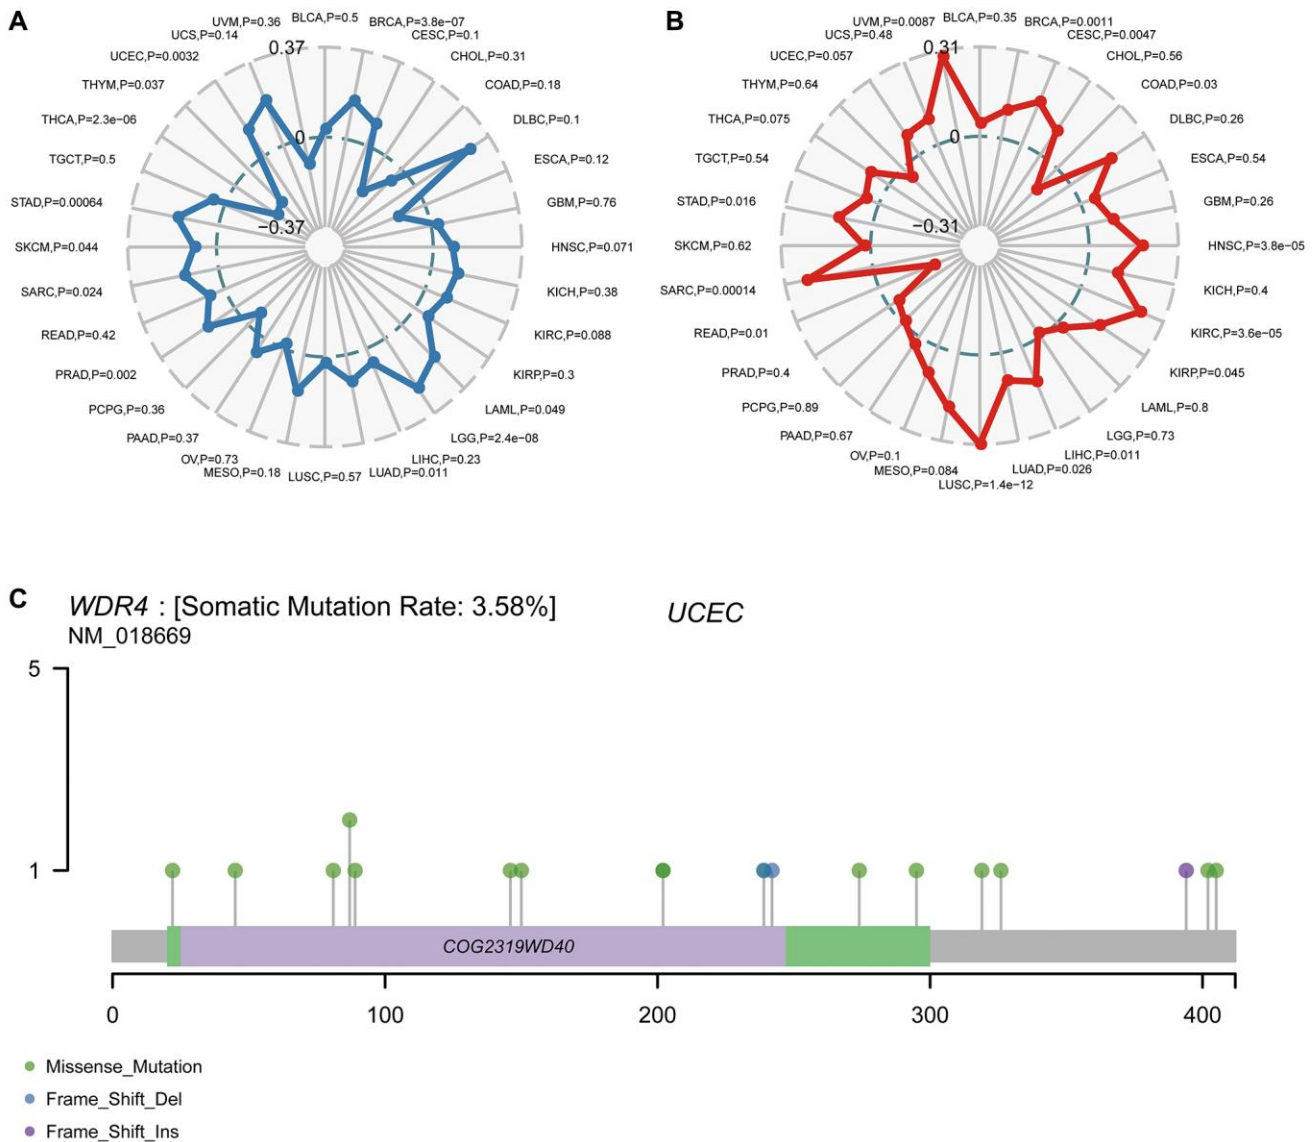 A
BLCA,P=0.5
BRCA,P=3.8e−07
CESC,P=0.1
CHOL,P=0.31
COAD,P=0.18
DLBC,P=0.1
ESCA,P=0.12
GBM,P=0.76
HNSC,P=0.071
KICH,P=0.38
KIRC,P=0.088
KIRP,P=0.3
LAML,P=0.049
LGG,P=2.4e−08
LIHC,P=0.23
LUAD,P=0.011
LUSC,P=0.57
MESO,P=0.18
OV,P=0.73
PAAD,P=0.37
PCPG,P=0.36
PRAD,P=0.002
READ,P=0.42
SARC,P=0.024
SKCM,P=0.044
STAD,P=0.00064
TGCT,P=0.5
THCA,P=2.3e−06
THYM,P=0.037
UCEC,P=0.0032
UCS,P=0.14
UVM,P=0.36
0.37
0
−0.37
B
BLCA,P=0.35
BRCA,P=0.0011
CESC,P=0.0047
CHOL,P=0.56
COAD,P=0.03
DLBC,P=0.26
ESCA,P=0.54
GBM,P=0.26
HNSC,P=3.8e−05
KICH,P=0.4
KIRC,P=3.6e−05
KIRP,P=0.045
LAML,P=0.8
LGG,P=0.73
LIHC,P=0.011
LUAD,P=0.026
LUSC,P=1.4e−12
MESO,P=0.084
OV,P=0.1
PAAD,P=0.67
PCPG,P=0.89
PRAD,P=0.4
READ,P=0.01
SARC,P=0.00014
SKCM,P=0.62
STAD,P=0.016
TGCT,P=0.54
THCA,P=0.075
THYM,P=0.64
UCEC,P=0.057
UCS,P=0.48
UVM,P=0.0087
0.31
0
−0.31
C
WDR4 : [Somatic Mutation Rate: 3.58%]
UCEC
NM_018669
5
1
COG2319WD40
0 100 200 300 400
Missense_Mutation
Frame_Shift_Del
Frame_Shift_Ins